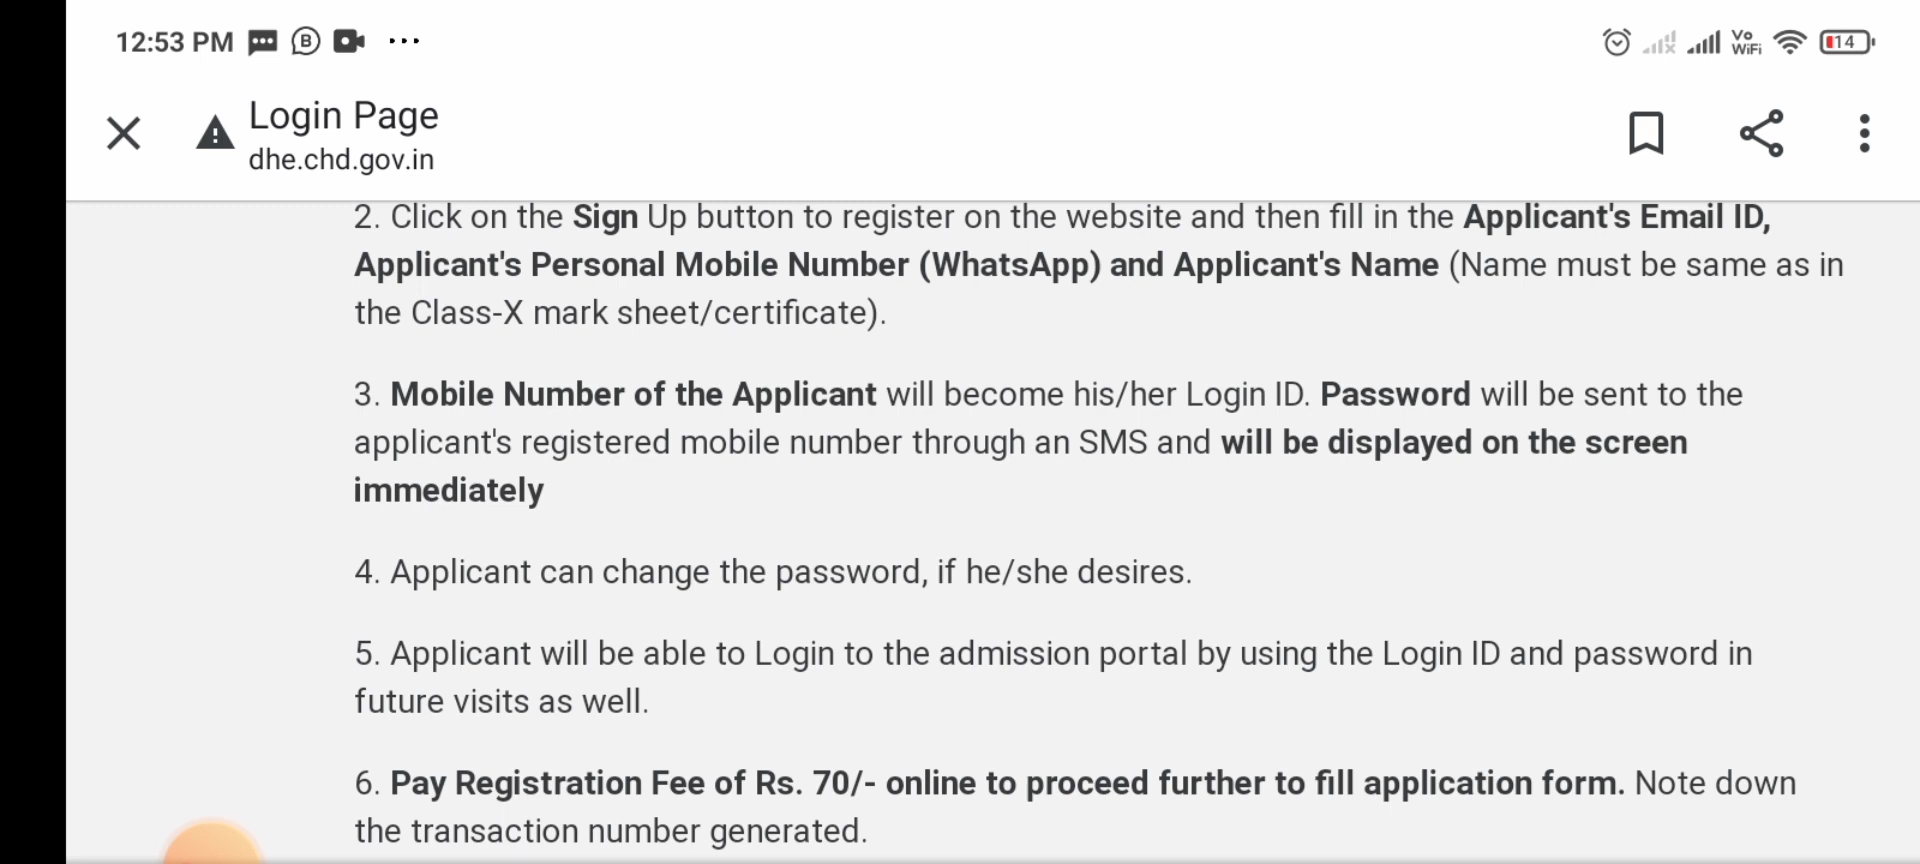 12:53 PM
Vo
WiFi
14
Login Page
dhe.chd.gov.in
2. Click on the Sign Up button to register on the website and then fill in the Applicant's Email ID,
Applicant's Personal Mobile Number (WhatsApp) and Applicant's Name (Name must be same as in
the Class-X mark sheet/certificate).
3. Mobile Number of the Applicant will become his/her Login ID. Password will be sent to the
applicant's registered mobile number through an SMS and will be displayed on the screen
immediately
4. Applicant can change the password, if he/she desires.
5. Applicant will be able to Login to the admission portal by using the Login ID and password in
future visits as well.
6. Pay Registration Fee of Rs. 70/- online to proceed further to fill application form. Note down
the transaction number generated.